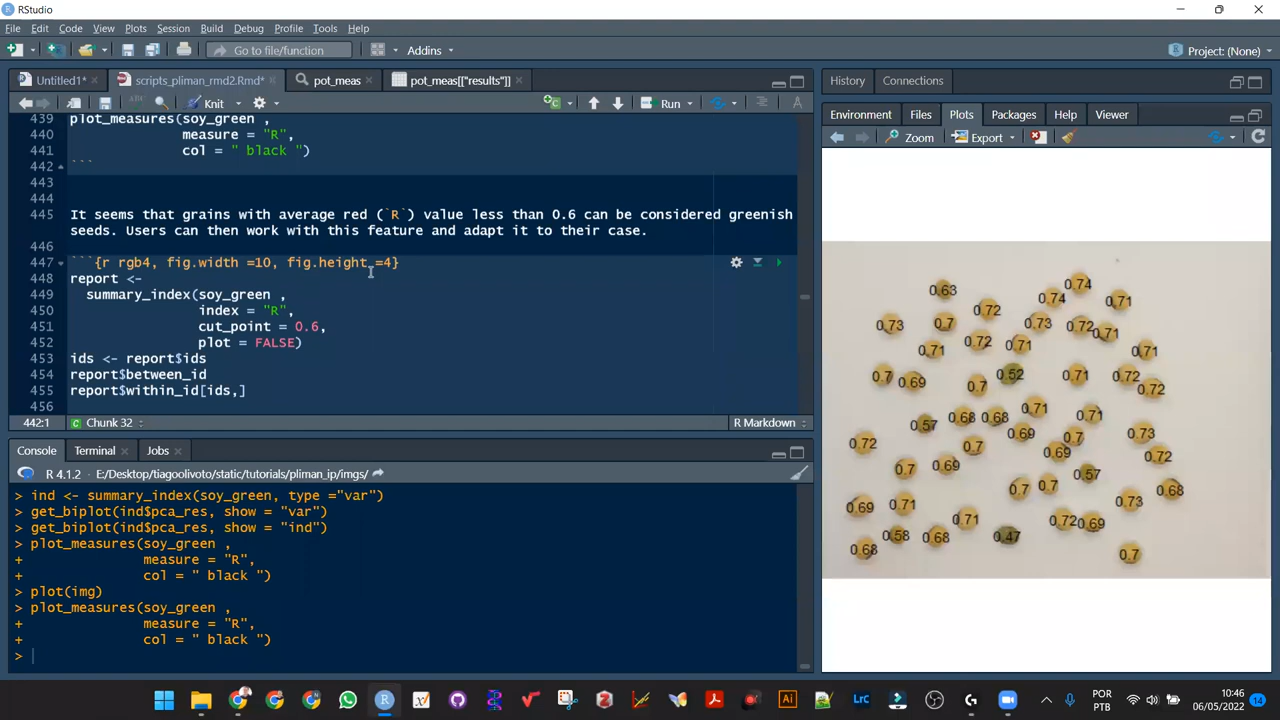 RStudio
File Edit Code View Plots Session Build Debug Profile Tools Help
Go to file/function Addins Project: (None)
Untitled1* scripts_pliman_rmd2.Rmd* pot_meas pot_meas[["results"]]
Knit Run
439 plot_measures(soy_green ,
440 measure = "R",
441 col = " black ")
442 ```
443
444
445 It seems that grains with average red (`R`) value less than 0.6 can be considered greenish
seeds. Users can then work with this feature and adapt it to their case.
446
447 ```{r rgb4, fig.width =10, fig.height =4}
448 report <-
449 summary_index(soy_green ,
450 index = "R",
451 cut_point = 0.6,
452 plot = FALSE)
453 ids <- report$ids
454 report$between_id
455 report$within_id[ids,]
456
442:1 Chunk 32 R Markdown
Console Terminal Jobs
R 4.1.2 · E:/Desktop/tiagoolivoto/static/tutorials/pliman_ip/imgs/
> ind <- summary_index(soy_green, type ="var")
> get_biplot(ind$pca_res, show = "var")
> get_biplot(ind$pca_res, show = "ind")
> plot_measures(soy_green ,
+ measure = "R",
+ col = " black ")
> plot(img)
> plot_measures(soy_green ,
+ measure = "R",
+ col = " black ")
>
History Connections
Environment Files Plots Packages Help Viewer
Zoom Export
0.63 0.74
0.74 0.71
0.72
0.73 0.7 0.73 0.72 0.71
0.71 0.72 0.71 0.71
0.7 0.69 0.7 0.52 0.71 0.72 0.72
0.57 0.68 0.68 0.71 0.71
0.72 0.7 0.69 0.7 0.73
0.7 0.69 0.69 0.72
0.7 0.7 0.57 0.68
0.69 0.71 0.73
0.71 0.72 0.69
0.68 0.58 0.68 0.47 0.7
POR
PTB
10:46
06/05/2022
14